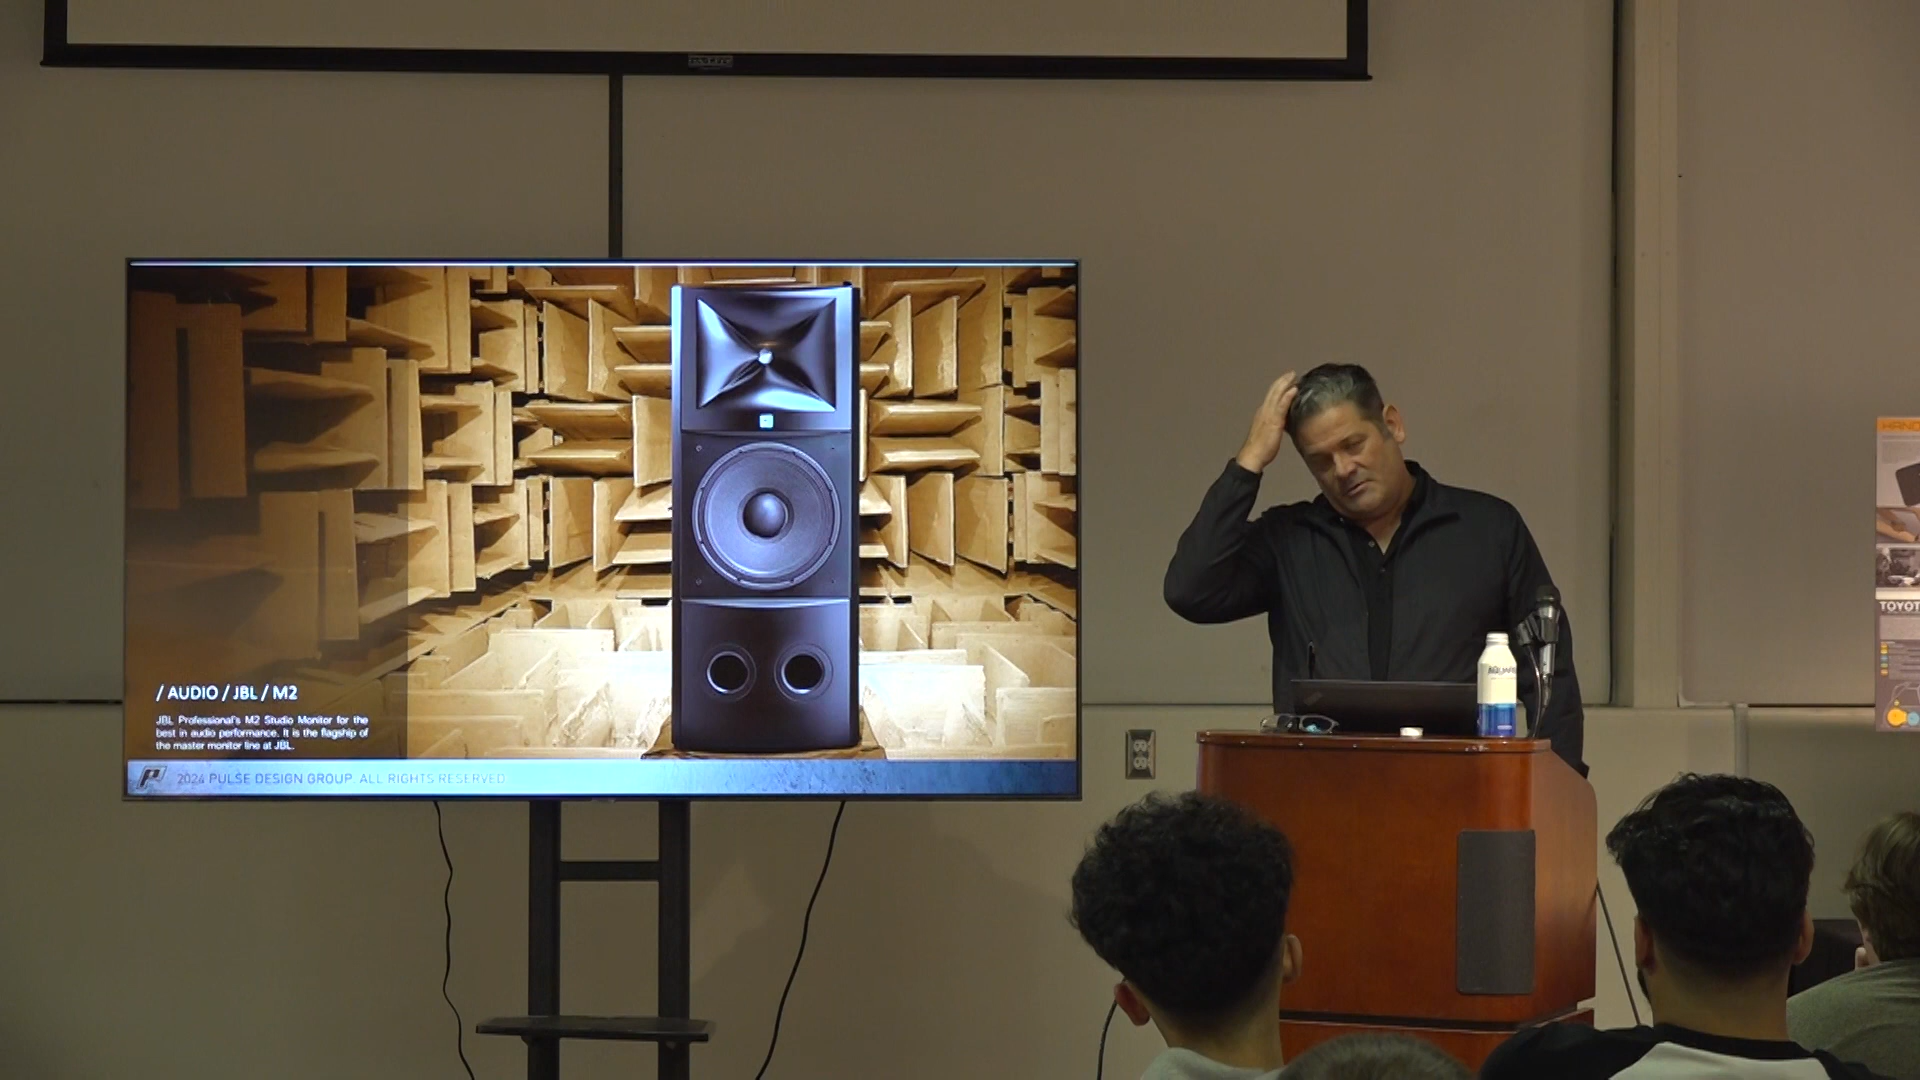 / AUDIO / JBL / M2
JBL Professional's M2 Studio Monitor for the
best in audio performance. It is the flagship of
the master monitor line at JBL.
2024 PULSE DESIGN GROUP. ALL RIGHTS RESERVED